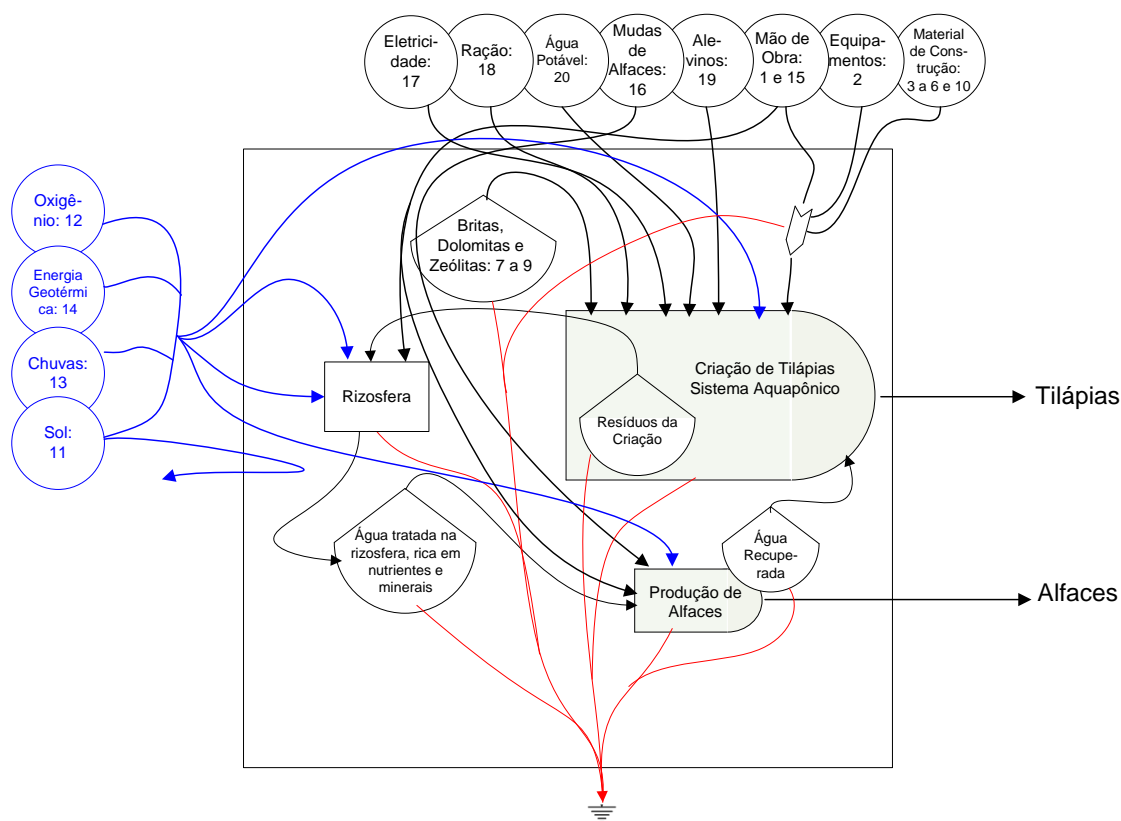 Eletrici-
dade:
17
Ração:
18
Água
Potável:
20
Mudas
de
Alfaces:
16
Ale-
vinos:
19
Mão de
Obra:
1 e 15
Equipa-
mentos:
2
Material
de Cons-
trução:
3 a 6 e 10
Oxigê-
nio: 12
Energia
Geotérmi
ca: 14
Chuvas:
13
Sol:
11
Britas,
Dolomitas e
Zeólitas: 7 a 9
Rizosfera
Criação de Tilápias
Sistema Aquapônico
Resíduos da
Criação
Tilápias
Água tratada na
rizosfera, rica em
nutrientes e
minerais
Água
Recupe-
rada
Produção de
Alfaces
Alfaces